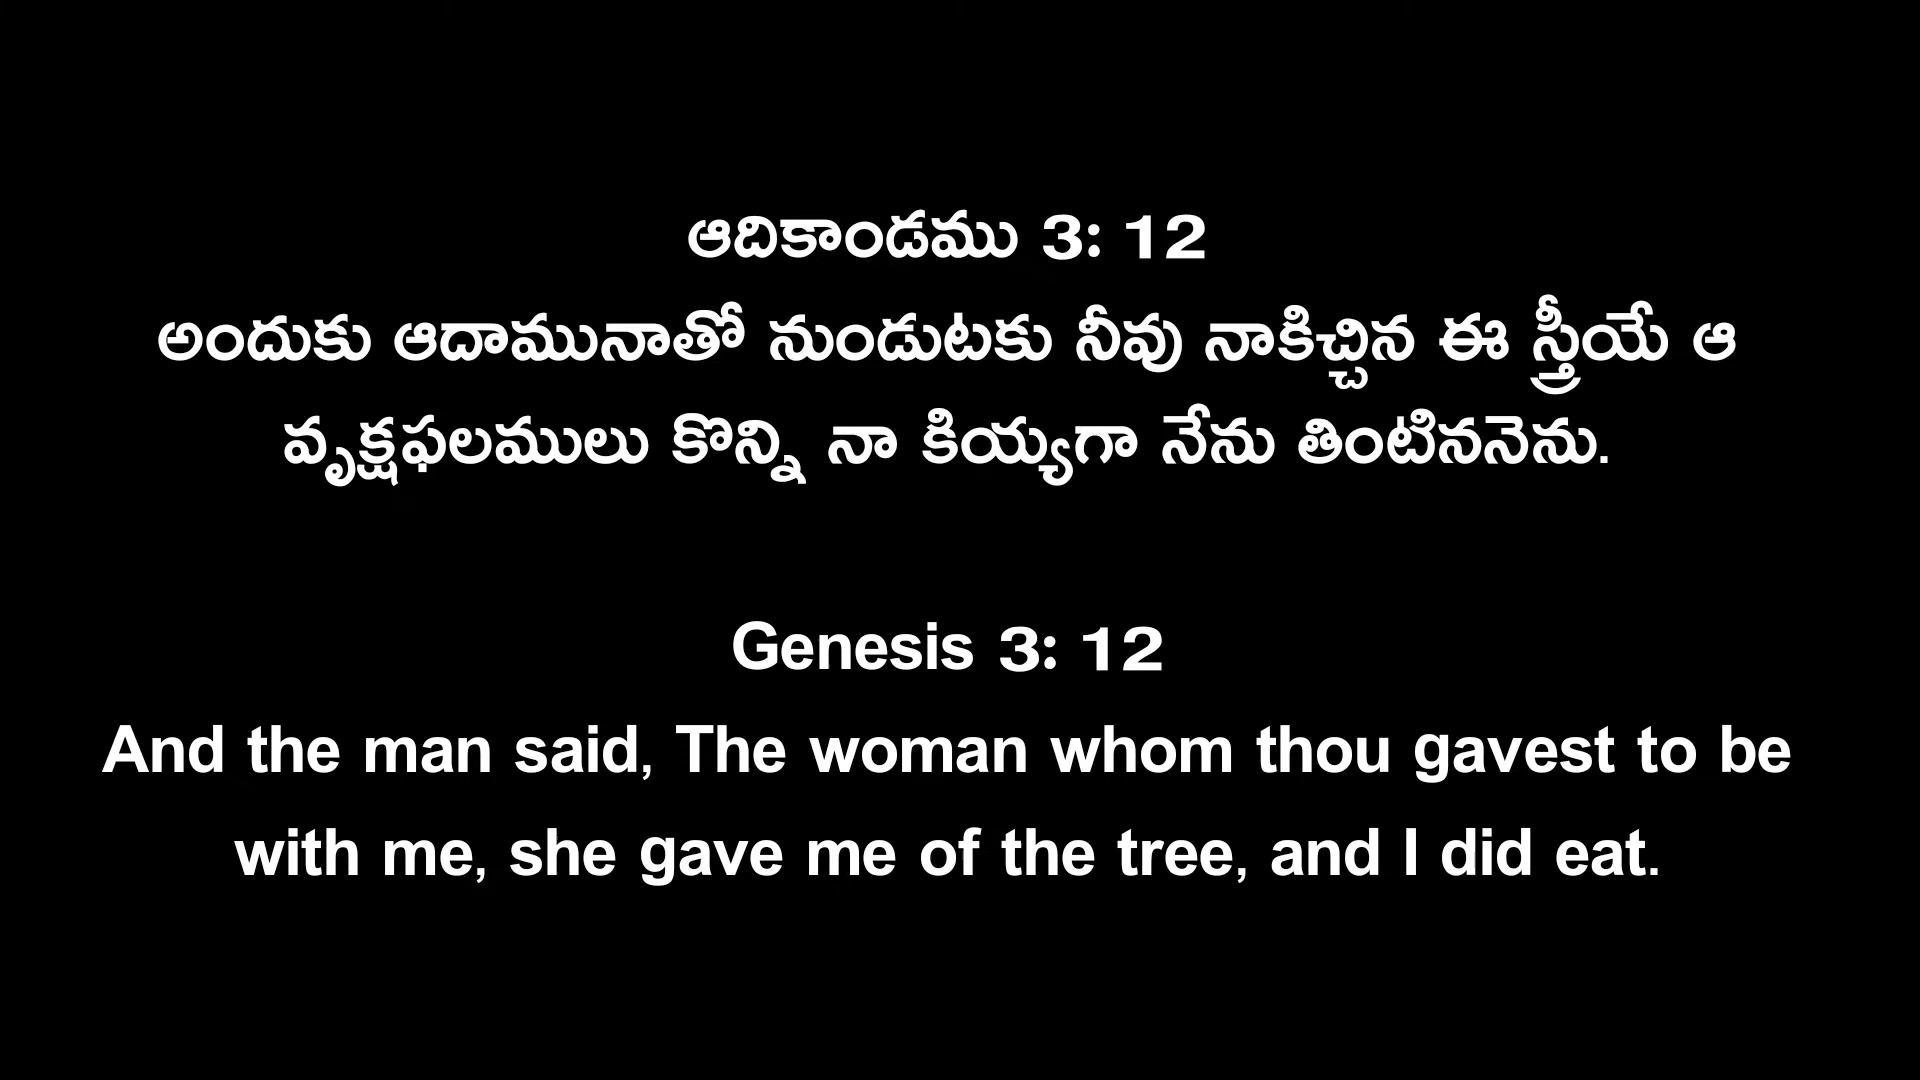 ఆదికాండము 3: 12
అందుకు ఆదామునాతో నుండుటకు నీవు నాకిచ్చిన ఈ స్త్రీయే ఆ
వృక్షఫలములు కొన్ని నా కియ్యగా నేను తింటిననెను.
Genesis 3: 12
And the man said, The woman whom thou gavest to be
with me, she gave me of the tree, and I did eat.